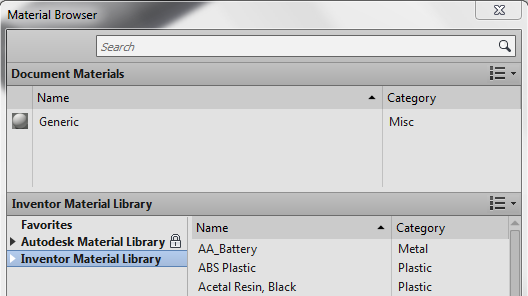 Material Browser
Search
Document Materials
Name Category
Generic Misc
Inventor Material Library
Favorites
Autodesk Material Library
Inventor Material Library
Name Category
AA_Battery Metal
ABS Plastic Plastic
Acetal Resin, Black Plastic